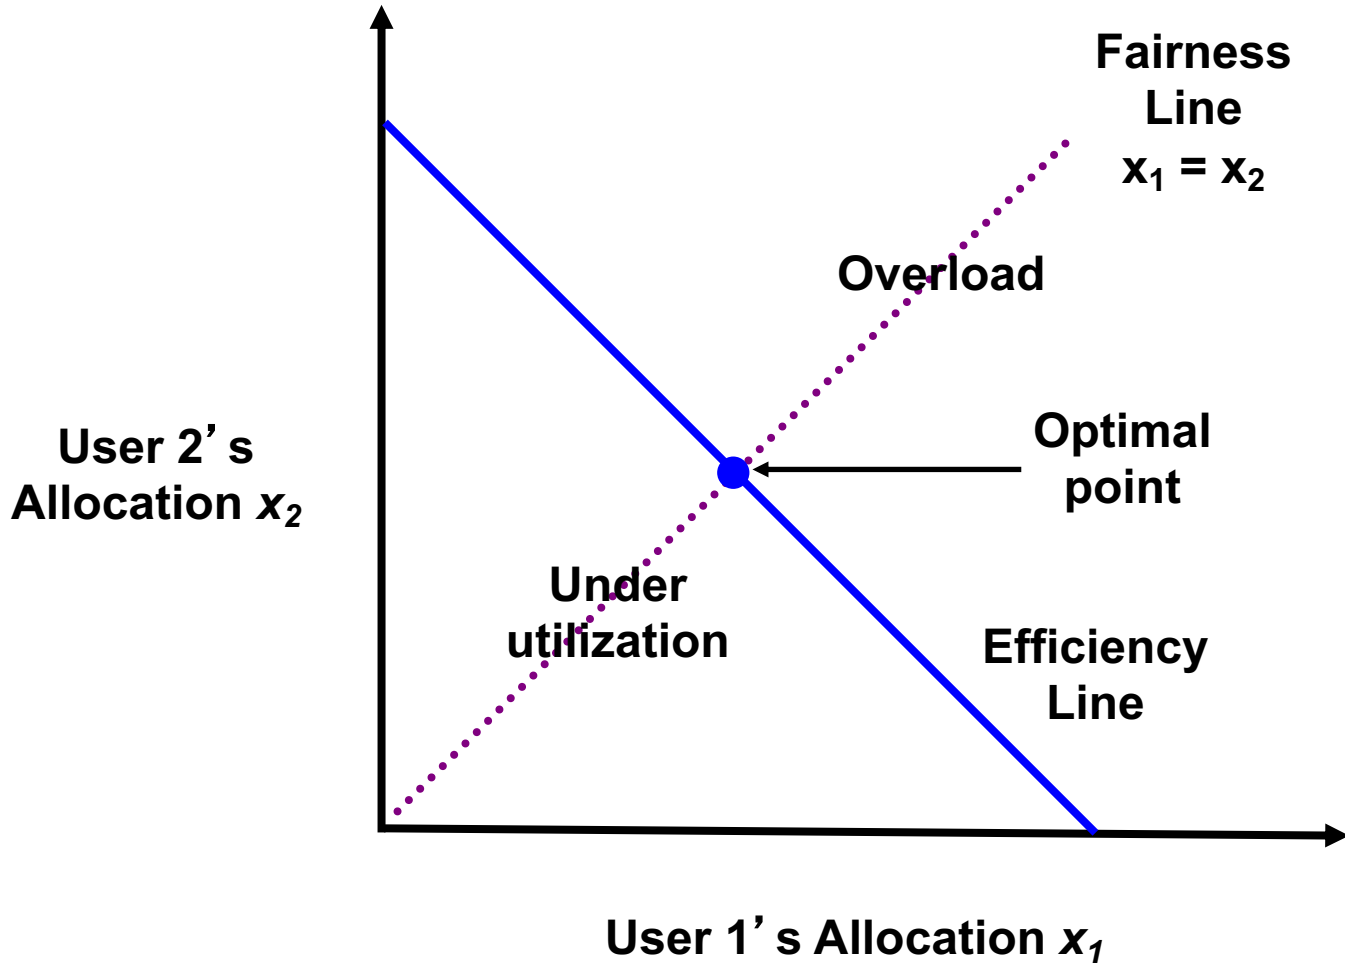 Fairness
Line
x₁ = x₂
Overload
Optimal
point
User 2’ s
Allocation x₂
Under
utilization
Efficiency
Line
User 1’ s Allocation x₁